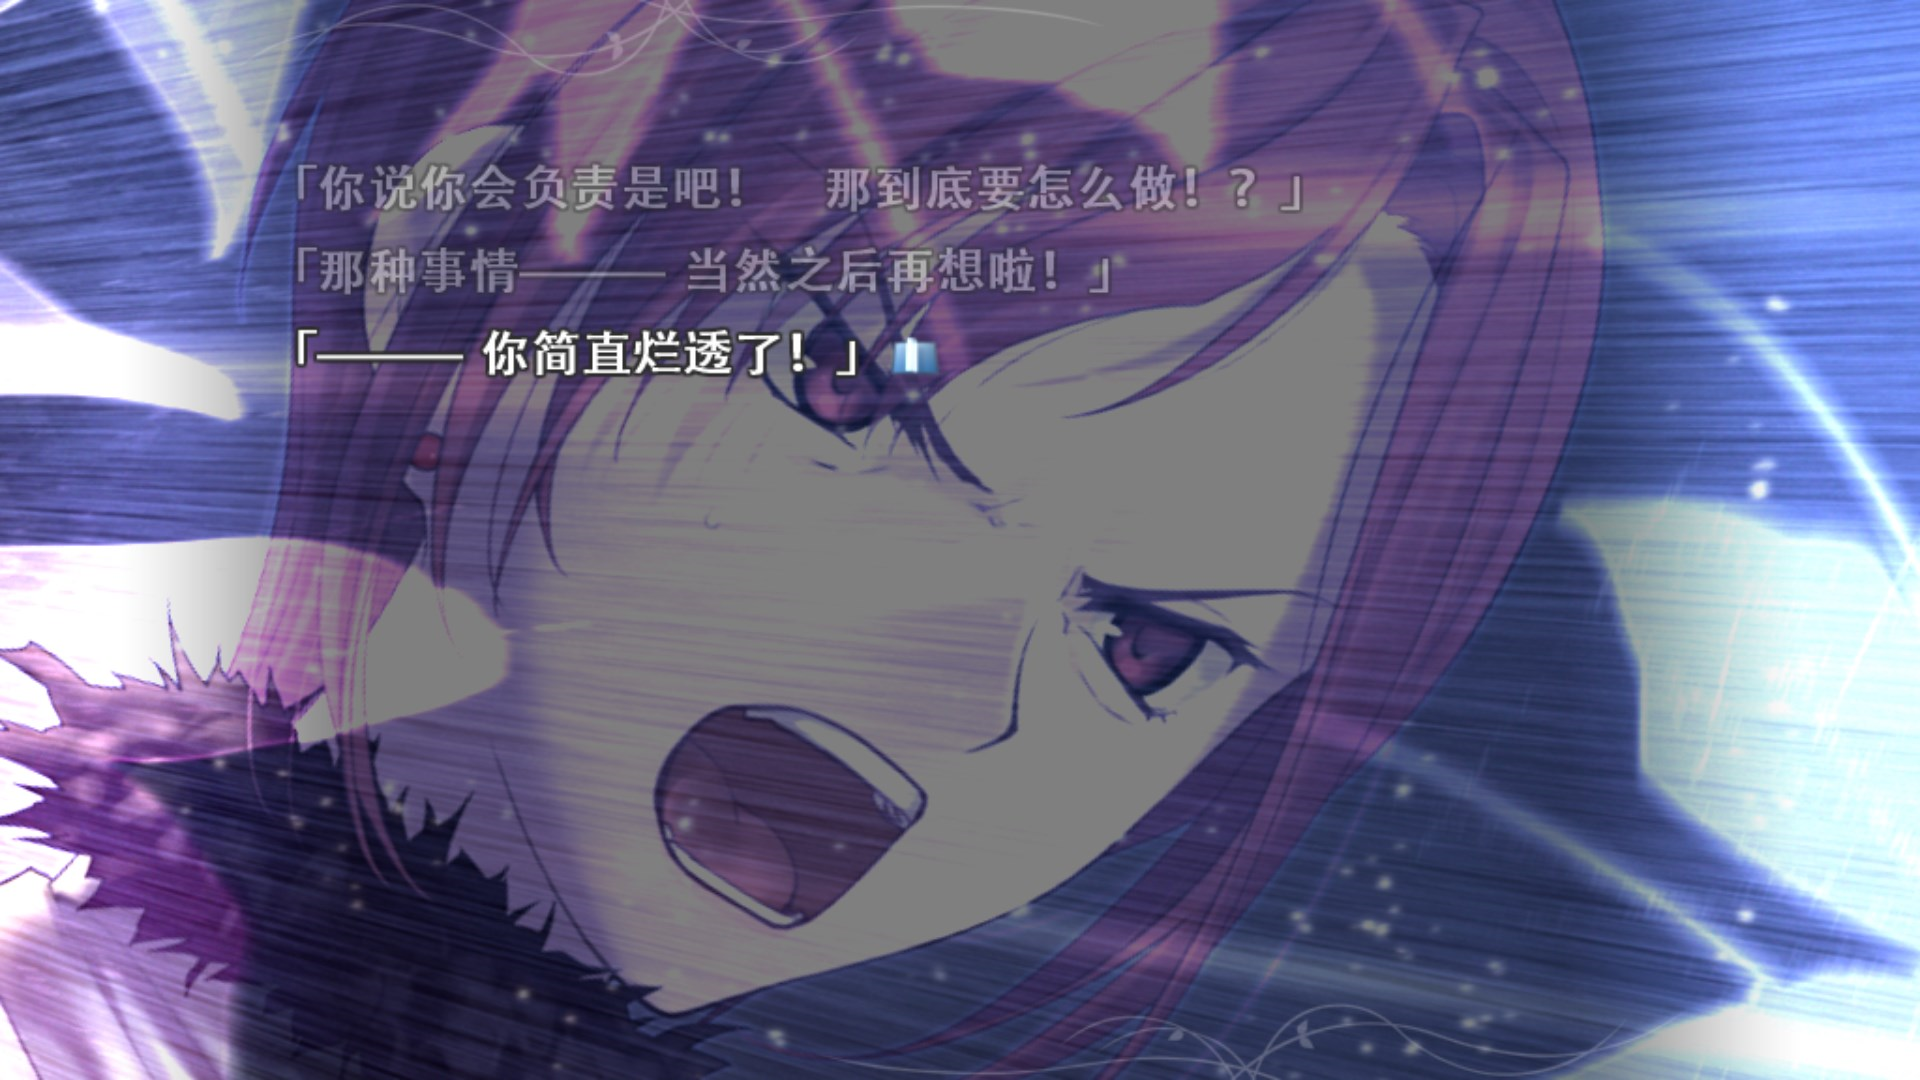 「你说你会负责是吧！　那到底要怎么做！？」
「那种事情───当然之后再想啦！」
「───你简直烂透了！」